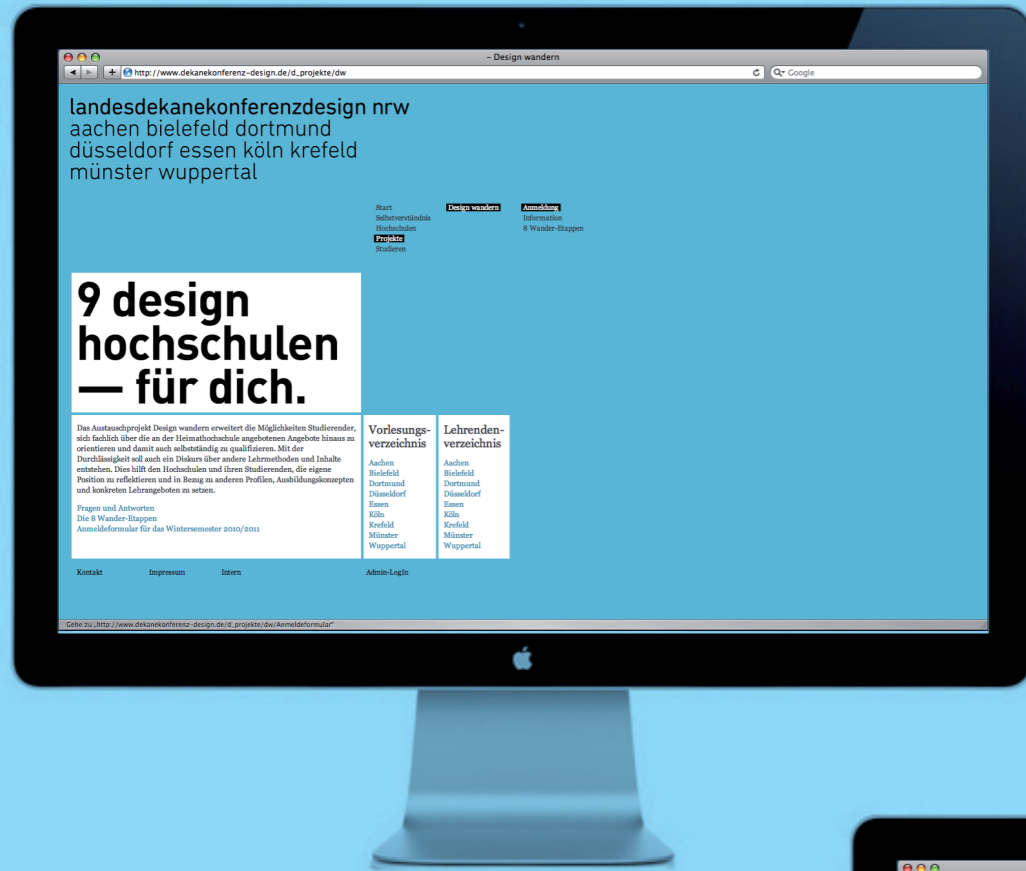 – Design wandern
http://www.dekanekonferenz-design.de/d_projekte/dw
Google
landesdekanekonferenzdesign nrw
aachen bielefeld dortmund
düsseldorf essen köln krefeld
münster wuppertal
Start
Selbstverständnis
Hochschulen
Projekte
Studieren
Design wandern
Anmeldung
Information
8 Wander-Etappen
9 design
hochschulen
— für dich.
Das Austauschprojekt Design wandern erweitert die Möglichkeiten Studierender,
sich fachlich über die an der Heimathochschule angebotenen Angebote hinaus zu
orientieren und damit auch selbstständig zu qualifizieren. Mit der
Durchlässigkeit soll auch ein Diskurs über andere Lehrmethoden und Inhalte
entstehen. Dies hilft den Hochschulen und ihren Studierenden, die eigene
Position zu reflektieren und in Bezug zu anderen Profilen, Ausbildungskonzepten
und konkreten Lehrangeboten zu setzen.
Fragen und Antworten
Die 8 Wander-Etappen
Anmeldeformular für das Wintersemester 2010/2011
Vorlesungs-
verzeichnis
Aachen
Bielefeld
Dortmund
Düsseldorf
Essen
Köln
Krefeld
Münster
Wuppertal
Lehrenden-
verzeichnis
Aachen
Bielefeld
Dortmund
Düsseldorf
Essen
Köln
Krefeld
Münster
Wuppertal
Kontakt
Impressum
Intern
Admin-LogIn
Gehe zu „http://www.dekanekonferenz-design.de/d_projekte/dw/Anmeldeformular“